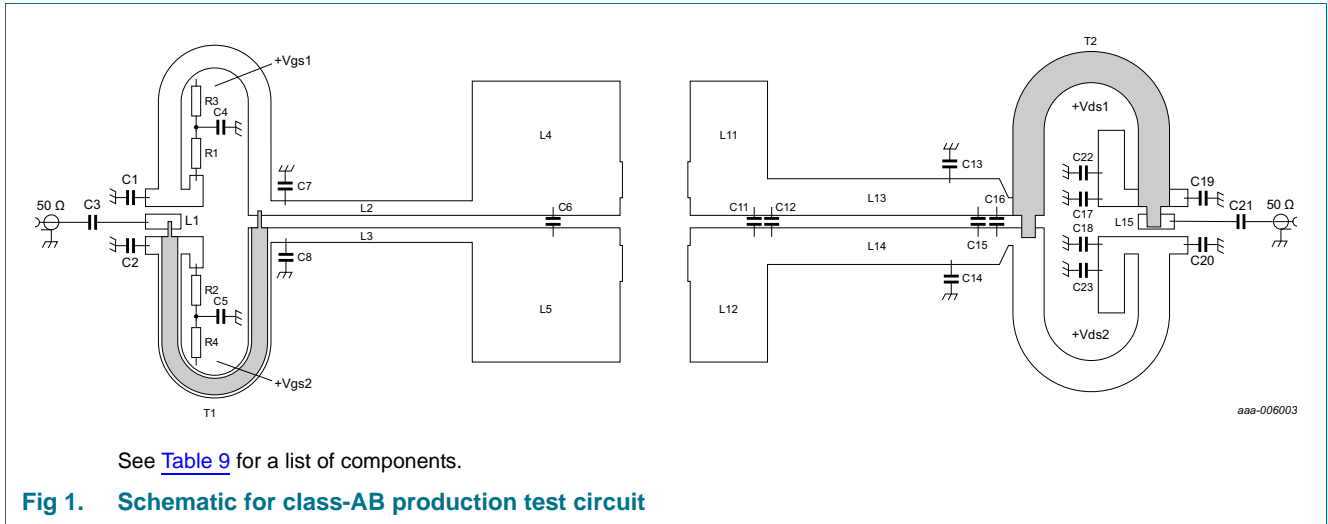 T2
+Vgs1
R3
C4
R1
C1
C3
50 Ω
L1
C2
R2
C5
R4
+Vgs2
T1
C7
L2
L3
C8
L4
C6
L5
L11
C11
C12
L12
L13
C13
C16
C15
L14
C14
+Vds1
C22
C17
C18
C23
+Vds2
C19
L15
C21
50 Ω
C20
aaa-006003
See Table 9 for a list of components.
Fig 1. Schematic for class-AB production test circuit